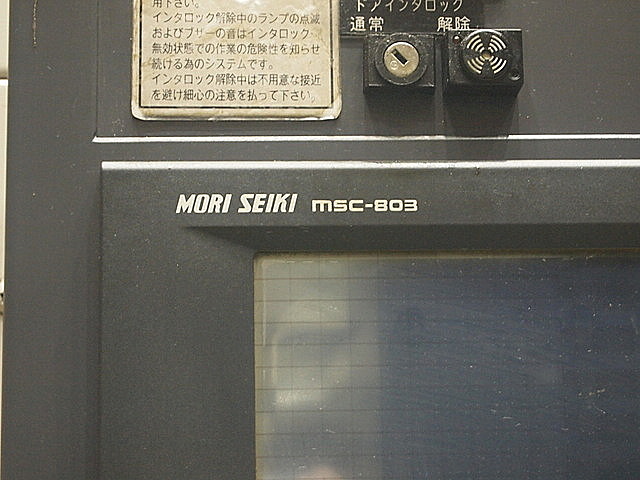 用下さい。
インタロック解除中のランプの点滅
およびブザーの音はインタロック
無効状態での作業の危険性を知らせ
続ける為のシステムです。
インタロック解除中は不用意な接近
を避け細心の注意を払って下さい。
ドアインタロック
通常 解除
MORI SEIKI MSC-803